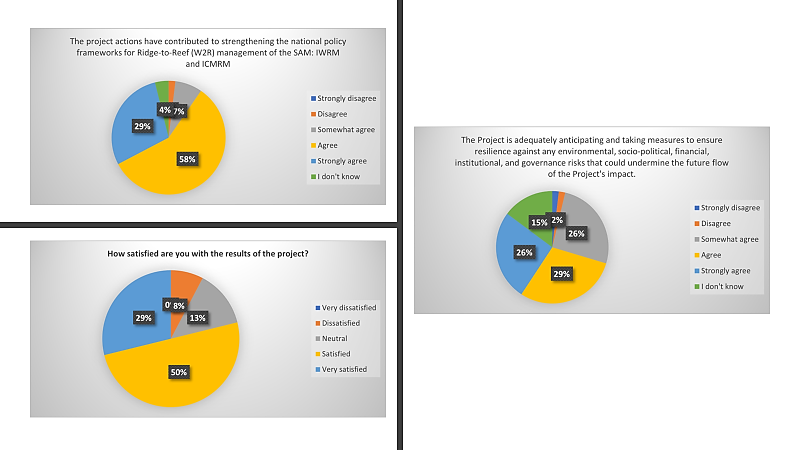 The project actions have contributed to strengthening the national policy
frameworks for Ridge-to-Reef (W2R) management of the SAM: IWRM
and ICMRM
4%
7%
29%
58%
Strongly disagree
Disagree
Somewhat agree
Agree
Strongly agree
I don't know
How satisfied are you with the results of the project?
8%
29%
13%
50%
Very dissatisfied
Dissatisfied
Neutral
Satisfied
Very satisfied
The Project is adequately anticipating and taking measures to ensure
resilience against any environmental, socio-political, financial,
institutional, and governance risks that could undermine the future flow
of the Project's impact.
15%
2%
26%
26%
29%
Strongly disagree
Disagree
Somewhat agree
Agree
Strongly agree
I don't know